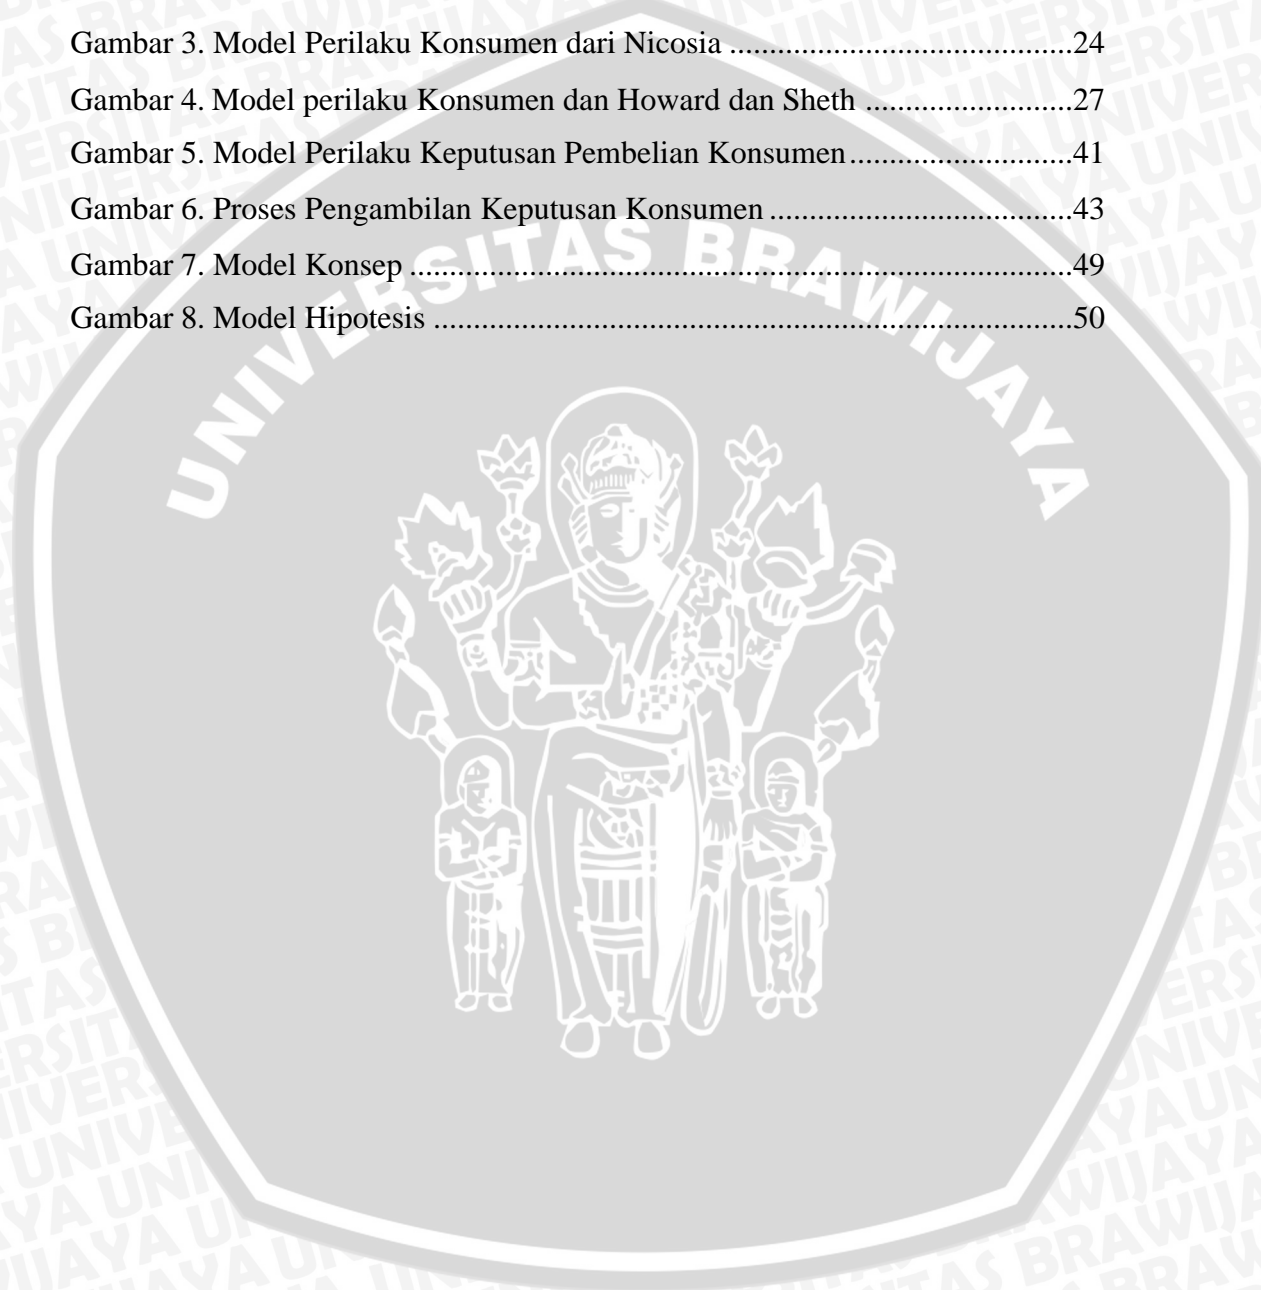 Gambar 3. Model Perilaku Konsumen dari Nicosia ........................................24
Gambar 4. Model perilaku Konsumen dan Howard dan Sheth .........................27
Gambar 5. Model Perilaku Keputusan Pembelian Konsumen...........................41
Gambar 6. Proses Pengambilan Keputusan Konsumen ....................................43
Gambar 7. Model Konsep ................................................................................49
Gambar 8. Model Hipotesis .............................................................................50
UNIVERSITAS BRAWIJAYA